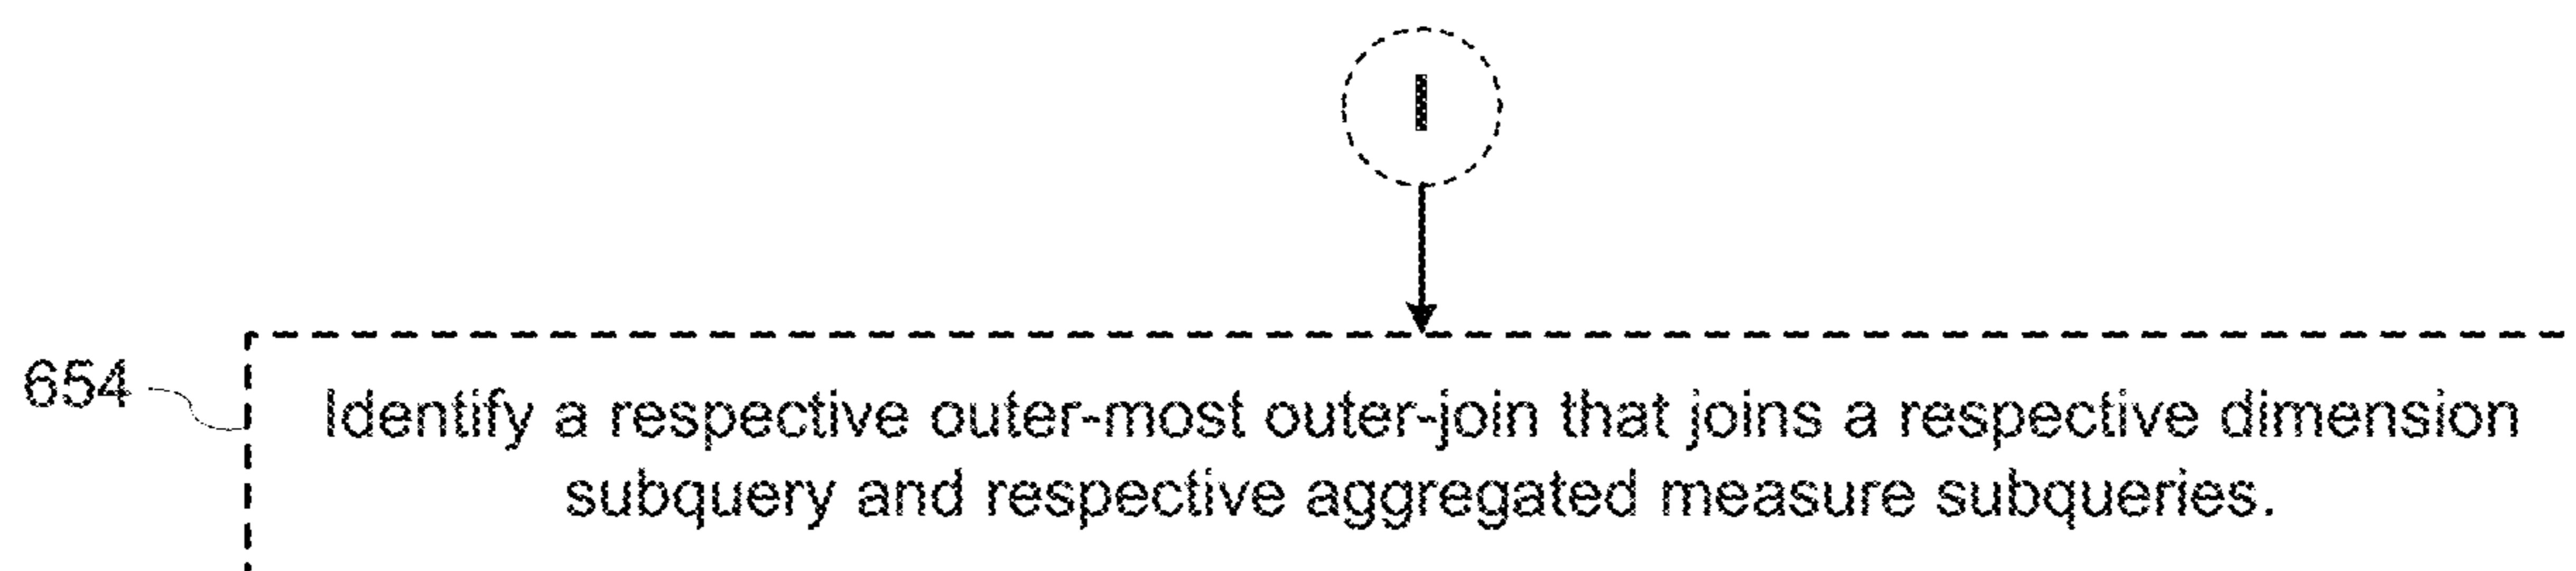 I
654
Identify a respective outer-most outer-join that joins a respective dimension
subquery and respective aggregated measure subqueries.